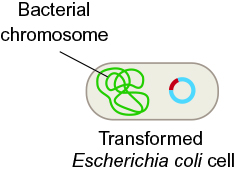 Bacterial
chromosome
Transformed
Escherichia coli cell